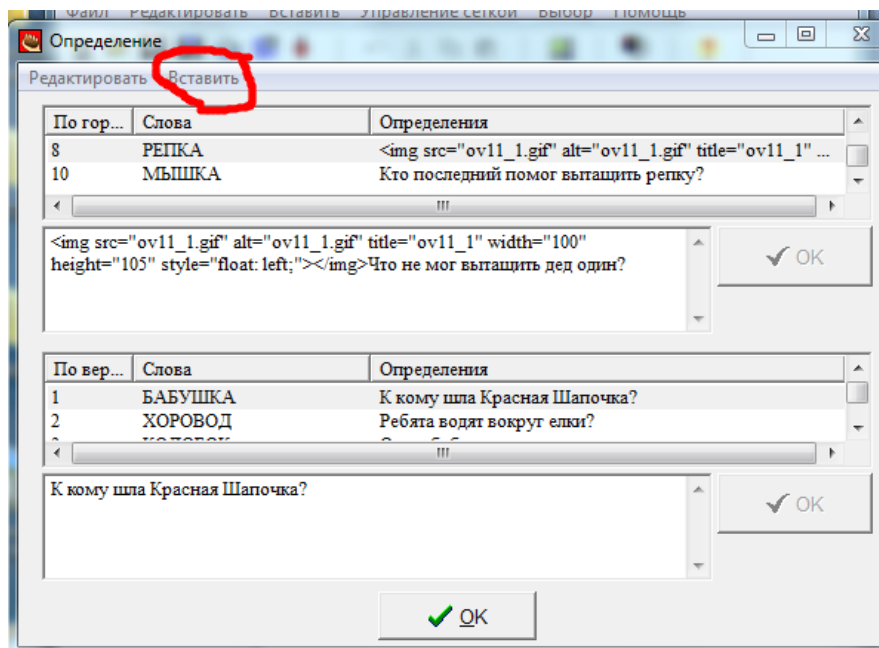 Файл Редактировать Вставить Управление сеткой Выбор Помощь
Определение
Редактировать Вставить
По гор... Слова Определения
8 РЕПКА <img src="ov11_1.gif" alt="ov11_1.gif" title="ov11_1" ...
10 МЫШКА Кто последний помог вытащить репку?
<img src="ov11_1.gif" alt="ov11_1.gif" title="ov11_1" width="100"
height="105" style="float: left;"></img>Что не мог вытащить дед один?
OK
По вер... Слова Определения
1 БАБУШКА К кому шла Красная Шапочка?
2 ХОРОВОД Ребята водят вокруг елки?
К кому шла Красная Шапочка?
OK
OK